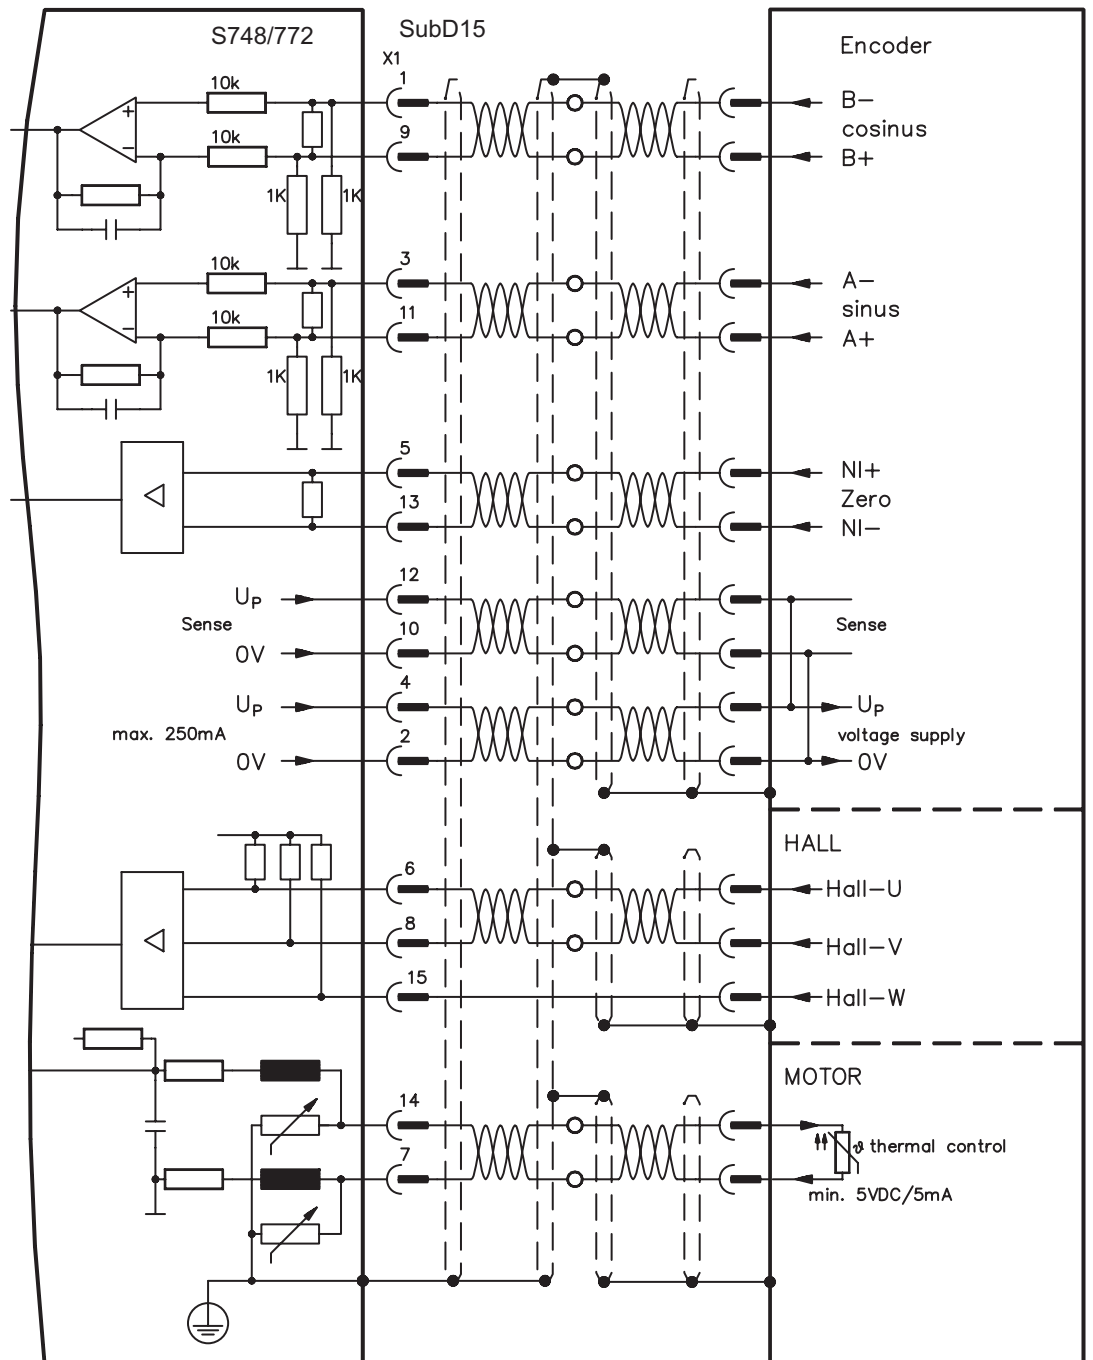 S748/772
SubD15
X1
Encoder
10k
1
B-
cosinus
10k
9
B+
1K
1K
10k
3
A-
sinus
10k
11
A+
1K
1K
5
NI+
Zero
13
NI-
UP
12
Sense
Sense
0V
10
UP
4
UP
max. 250mA
voltage supply
0V
2
0V
HALL
6
Hall-U
8
Hall-V
15
Hall-W
MOTOR
14
ϑ thermal control
7
min. 5VDC/5mA